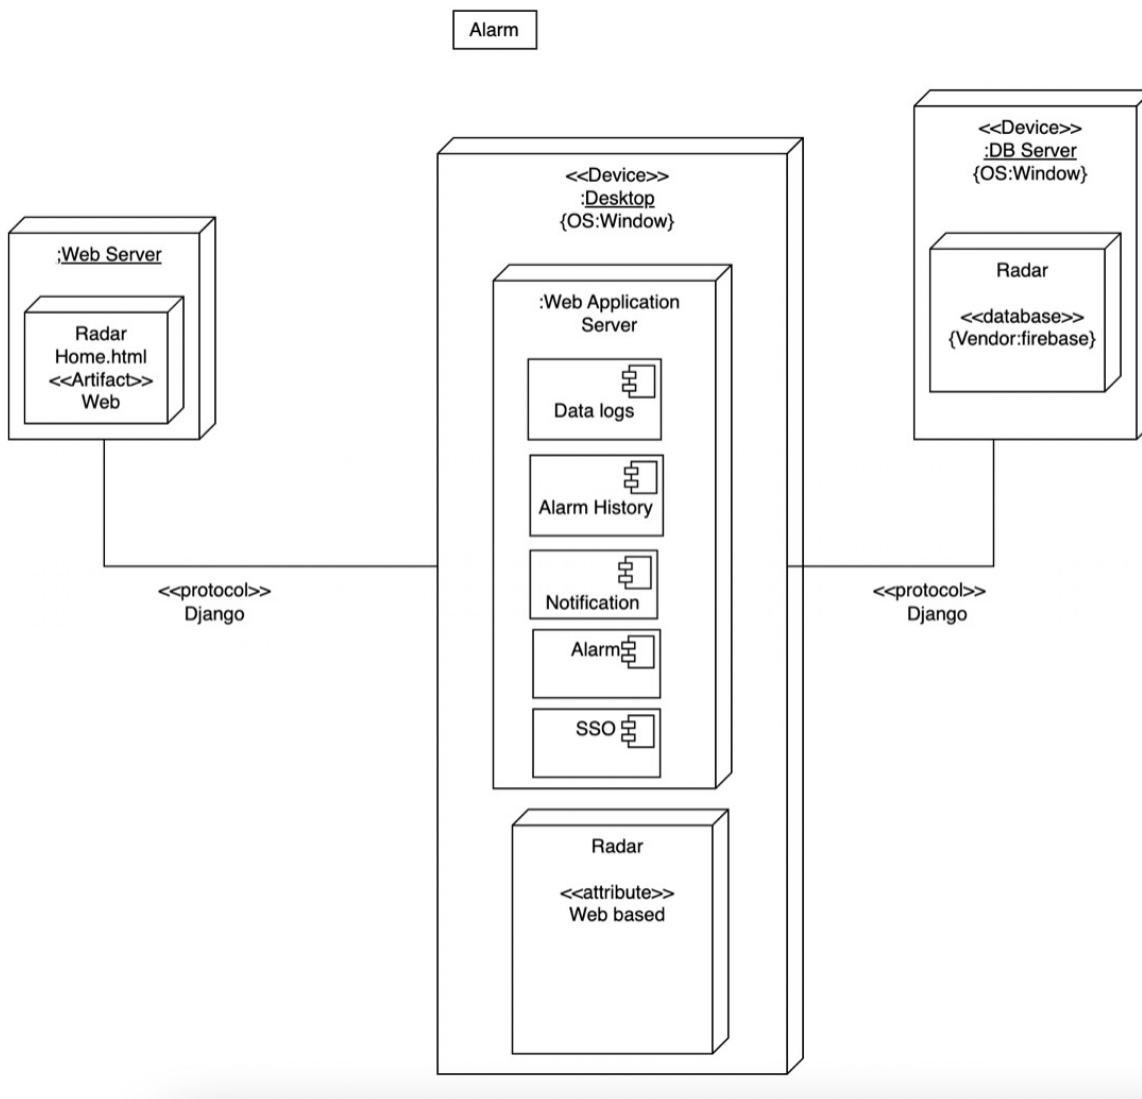 Alarm
<<Device>>
:DB Server
{OS:Window}
Radar
<<database>>
{Vendor:firebase}
<<Device>>
:Desktop
{OS:Window}
:Web Application
Server
Data logs
Alarm History
Notification
Alarm
SSO
Radar
<<attribute>>
Web based
;Web Server
Radar
Home.html
<<Artifact>>
Web
<<protocol>>
Django
<<protocol>>
Django